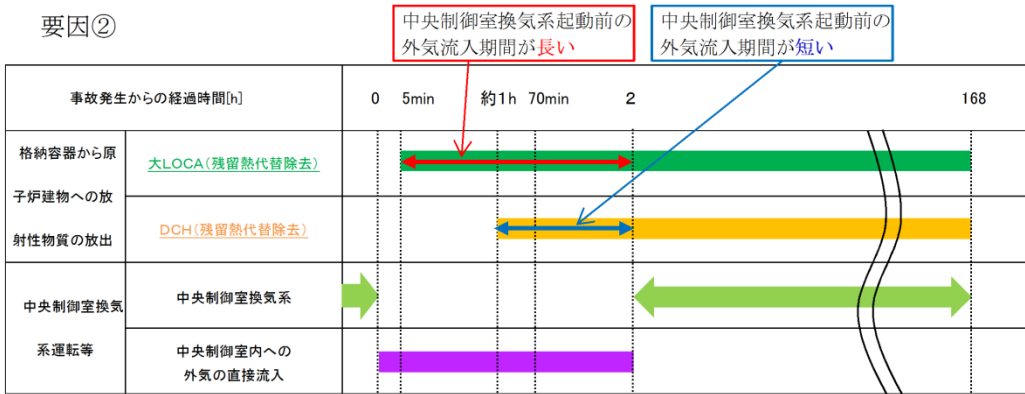 要因②
中央制御室換気系起動前の
外気流入期間が長い
中央制御室換気系起動前の
外気流入期間が短い
事故発生からの経過時間[h]
0 5min 約1h 70min 2 168
格納容器から原
子炉建物への放
射性物質の放出
大LOCA(残留熱代替除去)
DCH(残留熱代替除去)
中央制御室換気
系運転等
中央制御室換気系
中央制御室内への
外気の直接流入